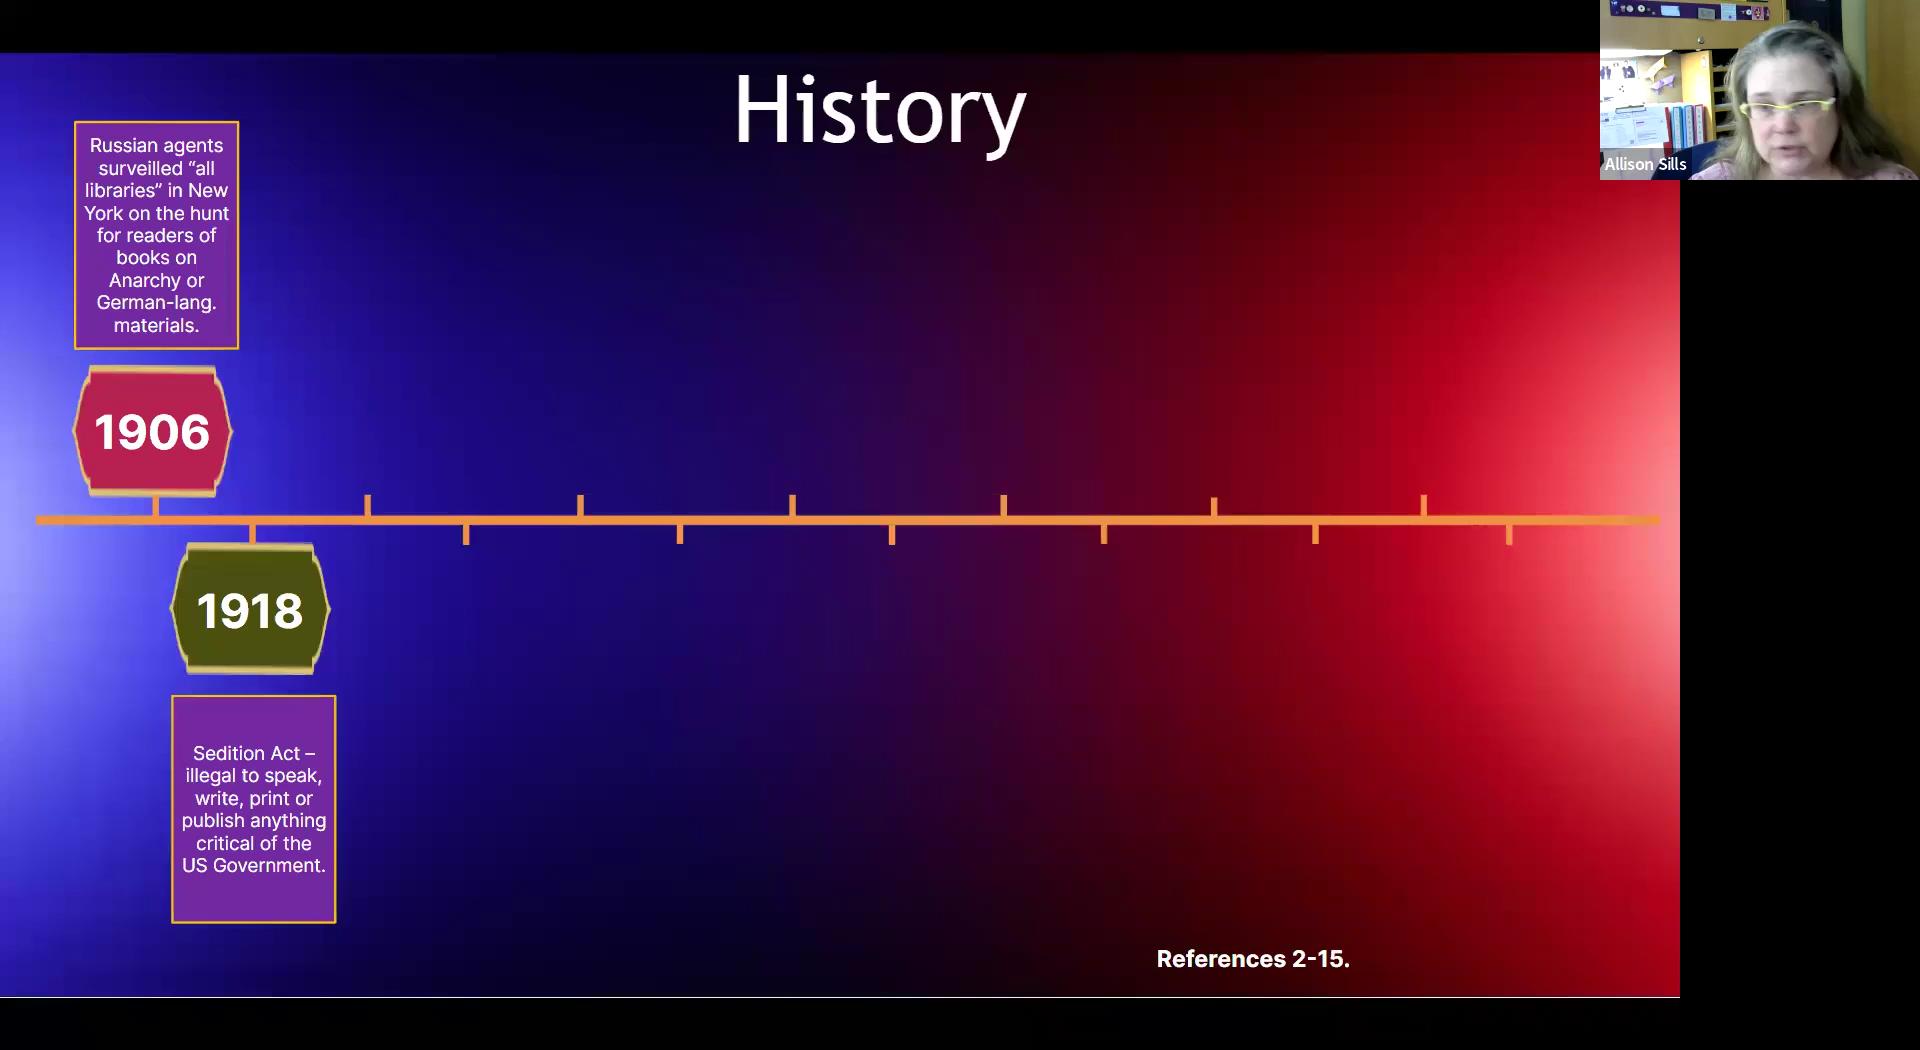 History
Russian agents
surveilled “all
libraries” in New
York on the hunt
for readers of
books on
Anarchy or
German-lang.
materials.
1906
1918
Sedition Act –
illegal to speak,
write, print or
publish anything
critical of the
US Government.
References 2-15.
Allison Sills